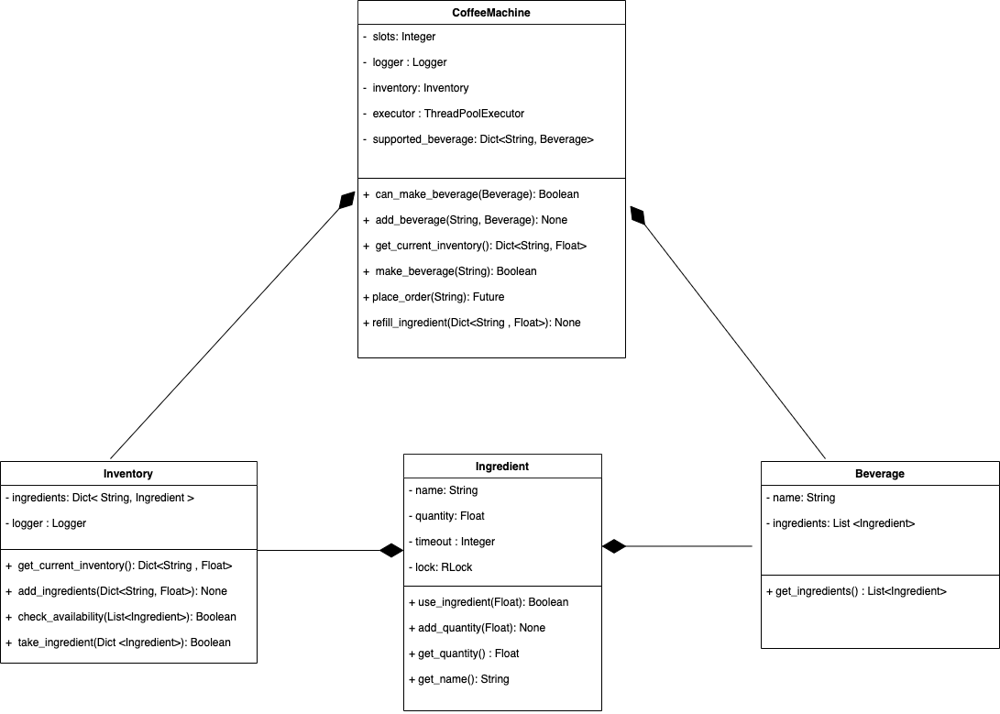 CoffeeMachine
- slots: Integer
- logger : Logger
- inventory: Inventory
- executor : ThreadPoolExecutor
- supported_beverage: Dict<String, Beverage>
+ can_make_beverage(Beverage): Boolean
+ add_beverage(String, Beverage): None
+ get_current_inventory(): Dict<String, Float>
+ make_beverage(String): Boolean
+ place_order(String): Future
+ refill_ingredient(Dict<String , Float>): None
Inventory
- ingredients: Dict< String, Ingredient >
- logger : Logger
+ get_current_inventory(): Dict<String , Float>
+ add_ingredients(Dict<String, Float>): None
+ check_availability(List<Ingredient>): Boolean
+ take_ingredient(Dict <Ingredient>): Boolean
Ingredient
- name: String
- quantity: Float
- timeout : Integer
- lock: RLock
+ use_ingredient(Float): Boolean
+ add_quantity(Float): None
+ get_quantity() : Float
+ get_name(): String
Beverage
- name: String
- ingredients: List <Ingredient>
+ get_ingredients() : List<Ingredient>